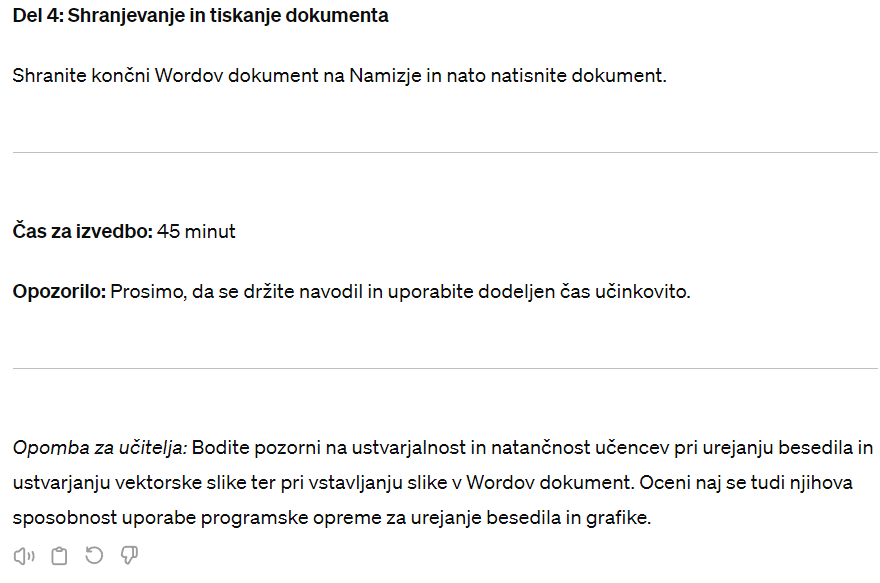 Del 4: Shranjevanje in tiskanje dokumenta
Shranite končni Wordov dokument na Namizje in nato natisnite dokument.
Čas za izvedbo: 45 minut
Opozorilo: Prosimo, da se držite navodil in uporabite dodeljen čas učinkovito.
Opomba za učitelja: Bodite pozorni na ustvarjalnost in natančnost učencev pri urejanju besedila in
ustvarjanju vektorske slike ter pri vstavljanju slike v Wordov dokument. Oceni naj se tudi njihova
sposobnost uporabe programske opreme za urejanje besedila in grafike.